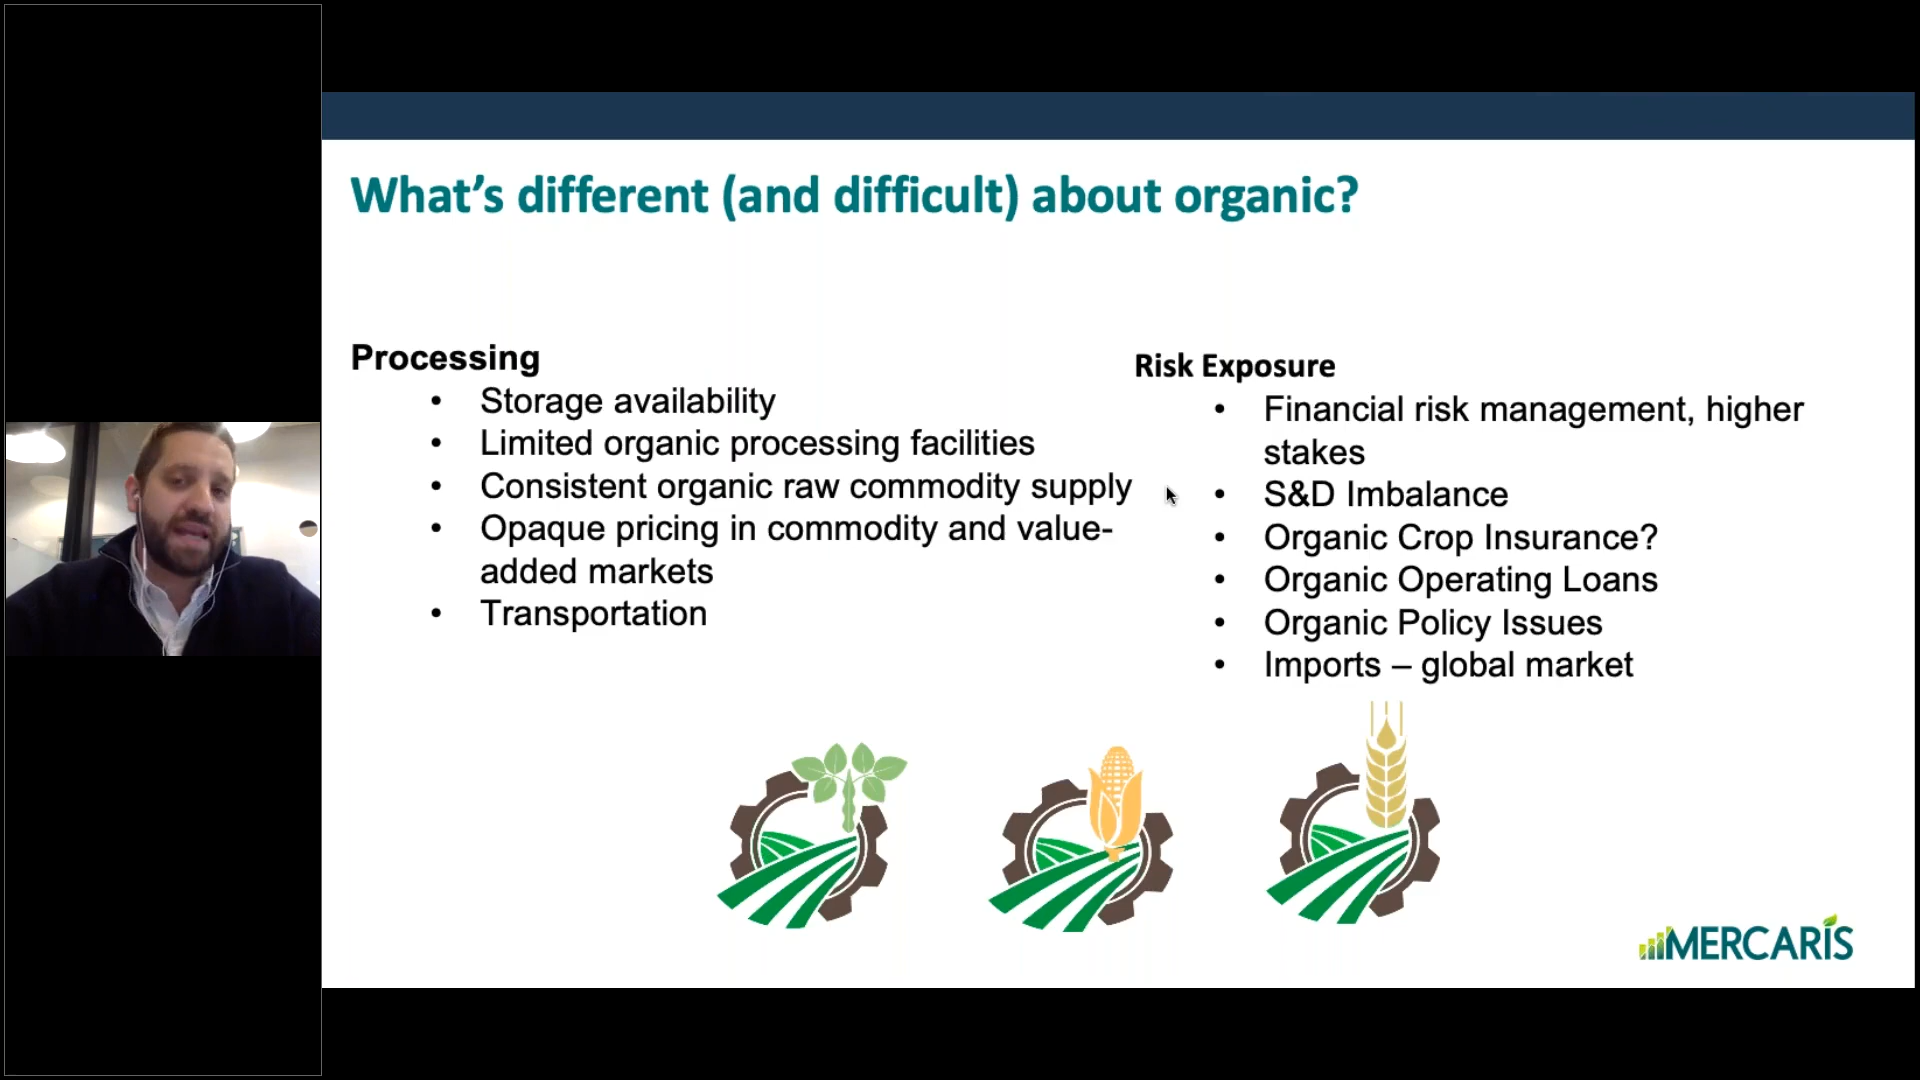 What's different (and difficult) about organic?
Processing
• Storage availability
• Limited organic processing facilities
• Consistent organic raw commodity supply
• Opaque pricing in commodity and value-
added markets
• Transportation
Risk Exposure
• Financial risk management, higher
stakes
• S&D Imbalance
• Organic Crop Insurance?
• Organic Operating Loans
• Organic Policy Issues
• Imports – global market
MERCARIS